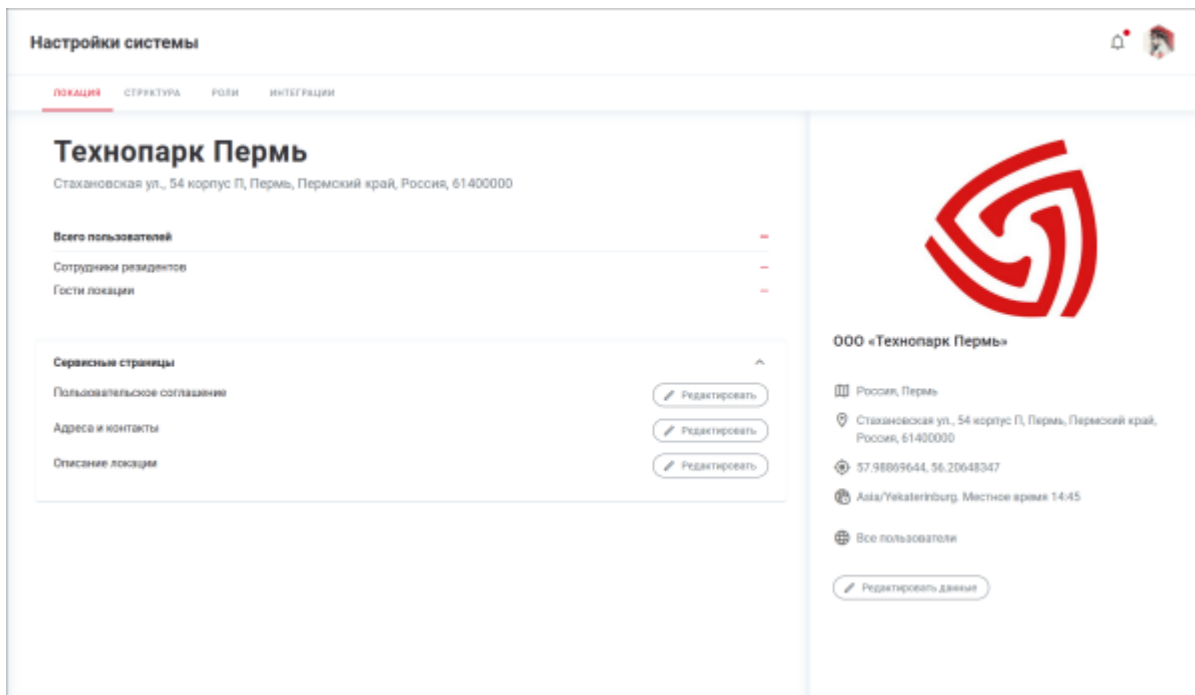 Настройки системы
ЛОКАЦИЯ СТРУКТУРА РОЛИ ИНТЕГРАЦИИ
Технопарк Пермь
Стахановская ул., 54 корпус П, Пермь, Пермский край, Россия, 61400000
Всего пользователей –
Сотрудники резидентов –
Гости локации –
Сервисные страницы
Пользовательское соглашение Редактировать
Адреса и контакты Редактировать
Описание локации Редактировать
ООО «Технопарк Пермь»
Россия, Пермь
Стахановская ул., 54 корпус П, Пермь, Пермский край,
Россия, 61400000
57.98869644, 56.20648347
Asia/Yekaterinburg. Местное время 14:45
Все пользователи
Редактировать данные